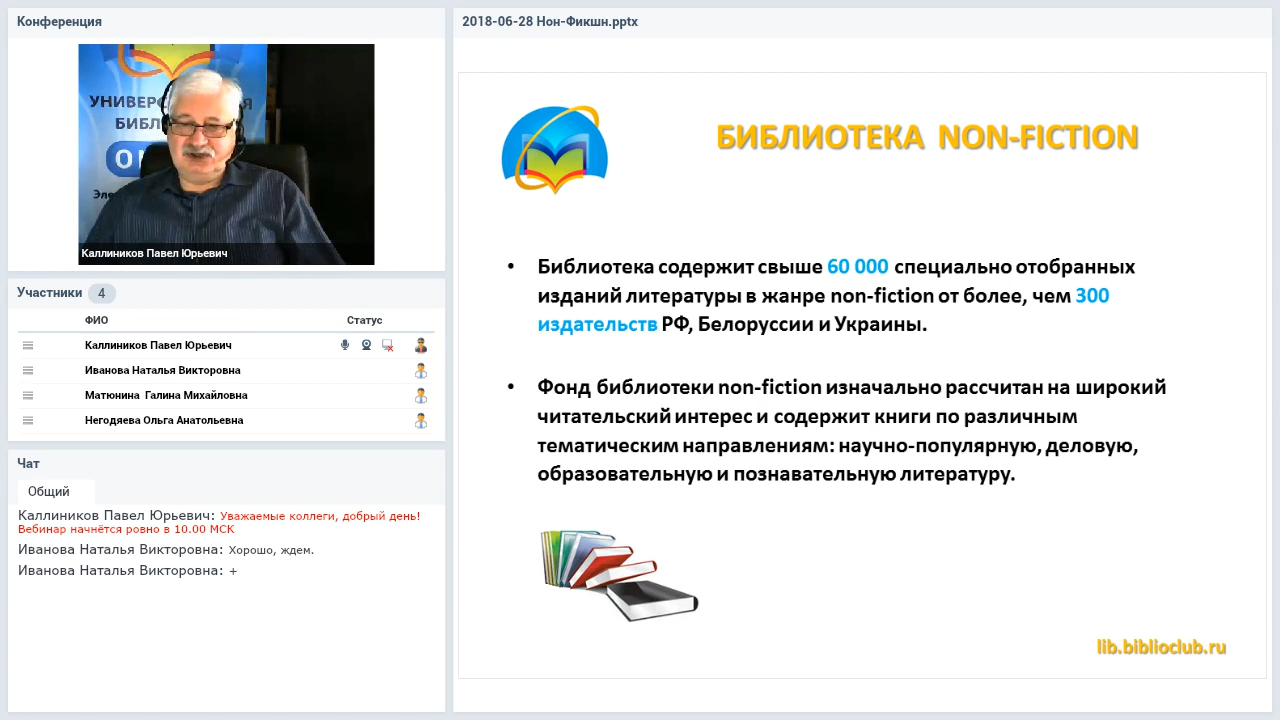 Конференция
УНИВЕР
АЯ
БИБЛ
Эле
Каллиников Павел Юрьевич
Участники 4
ФИО Статус
Каллиников Павел Юрьевич
Иванова Наталья Викторовна
Матюнина Галина Михайловна
Негодяева Ольга Анатольевна
Чат
Общий
Каллиников Павел Юрьевич: Уважаемые коллеги, добрый день!
Вебинар начнётся ровно в 10.00 МСК
Иванова Наталья Викторовна: Хорошо, ждем.
Иванова Наталья Викторовна: +
2018-06-28 Нон-Фикшн.pptx
БИБЛИОТЕКА NON-FICTION
• Библиотека содержит свыше 60 000 специально отобранных
изданий литературы в жанре non-fiction от более, чем 300
издательств РФ, Белоруссии и Украины.
• Фонд библиотеки non-fiction изначально рассчитан на широкий
читательский интерес и содержит книги по различным
тематическим направлениям: научно-популярную, деловую,
образовательную и познавательную литературу.
lib.biblioclub.ru